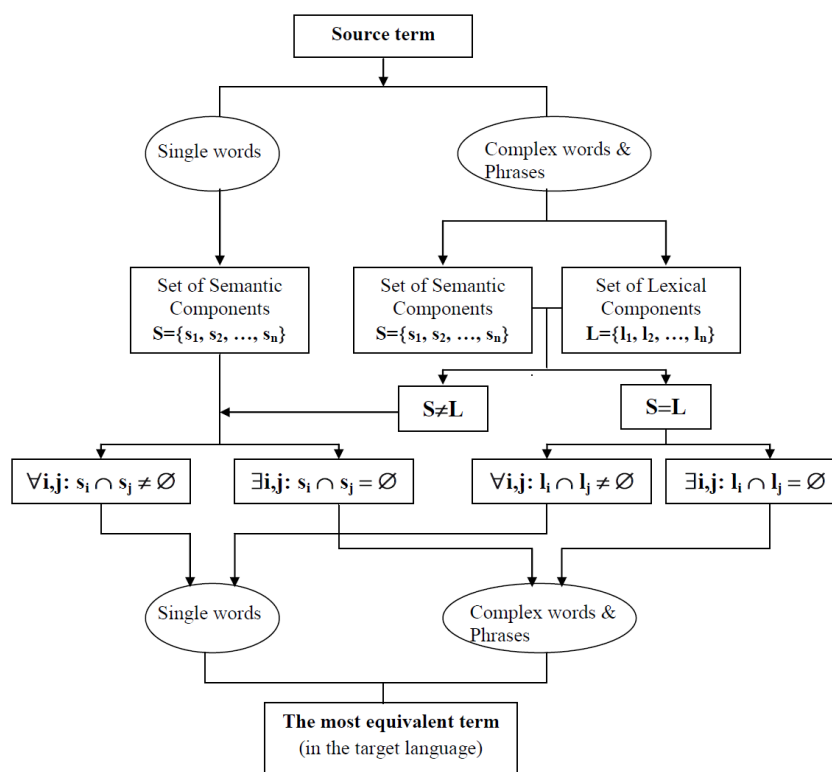 Source term
Single words
Complex words &
Phrases
Set of Semantic
Components
S={s₁, s₂, …, sₙ}
Set of Semantic
Components
S={s₁, s₂, …, sₙ}
Set of Lexical
Components
L={l₁, l₂, …, lₙ}
S≠L
S=L
∀i,j: sᵢ ∩ sⱼ ≠ ∅
∃i,j: sᵢ ∩ sⱼ = ∅
∀i,j: lᵢ ∩ lⱼ ≠ ∅
∃i,j: lᵢ ∩ lⱼ = ∅
Single words
Complex words &
Phrases
The most equivalent term
(in the target language)